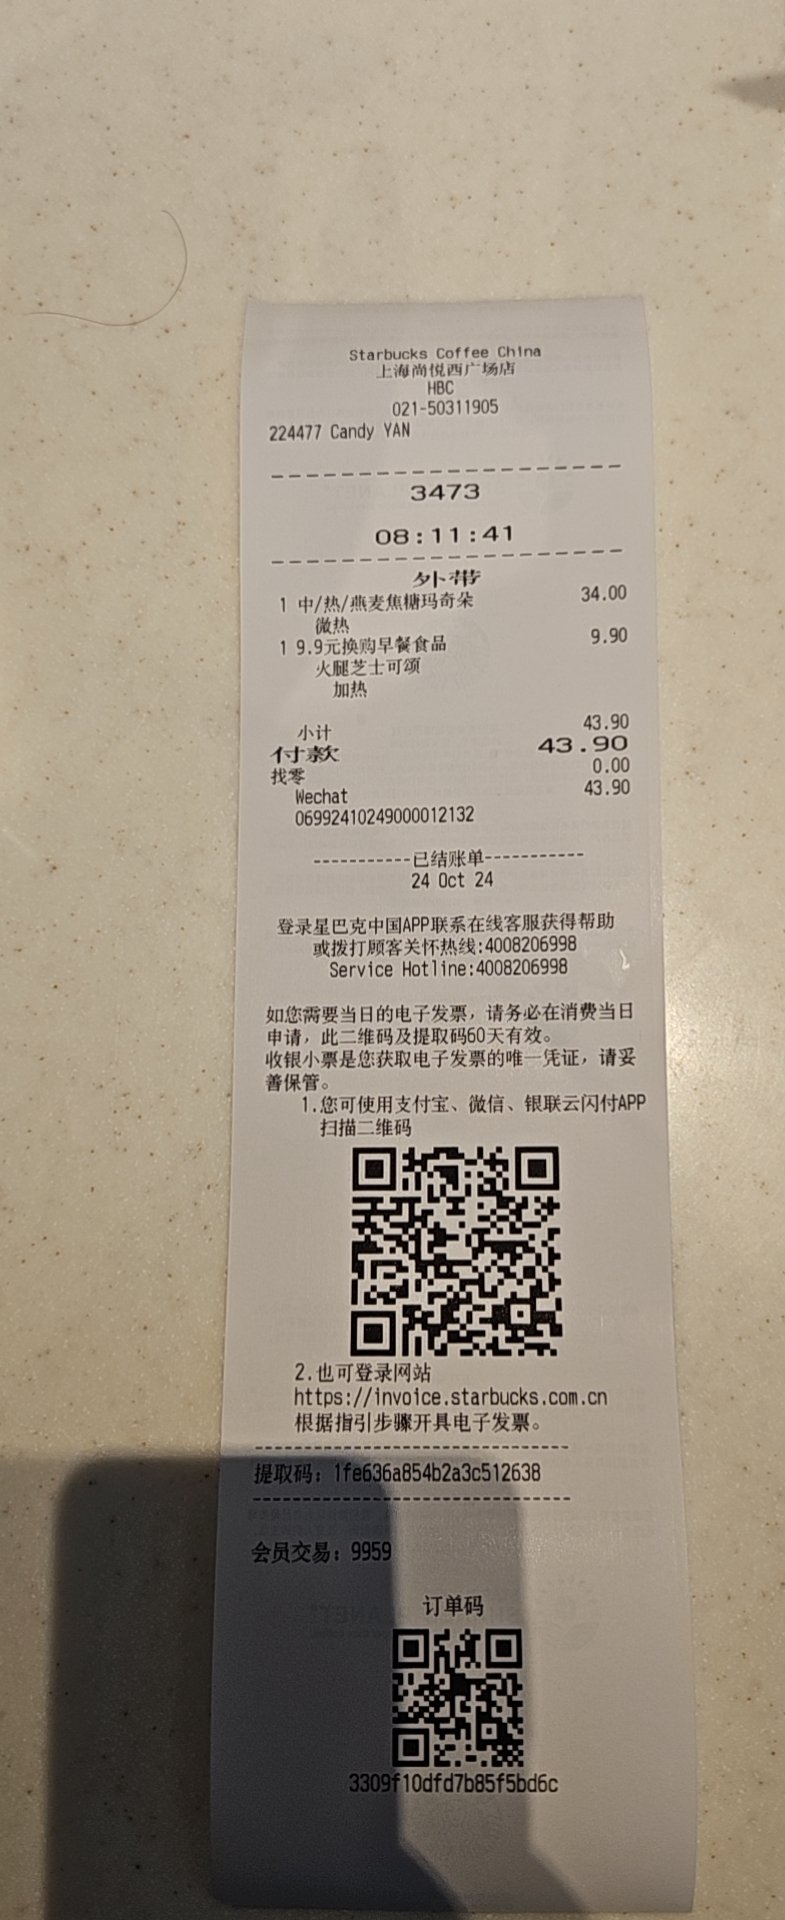 Starbucks Coffee China
上海尚悦西广场店
HBC
021-50311905
224477 Candy YAN
3473
08:11:41
外带
1 中/热/燕麦焦糖玛奇朵 34.00
微热
1 9.9元换购早餐食品 9.90
火腿芝士可颂
加热
小计 43.90
付款 43.90
找零 0.00
Wechat 43.90
06992410249000012132
-----------已结账单-----------
24 Oct 24
登录星巴克中国APP联系在线客服获得帮助
或拨打顾客关怀热线:4008206998
Service Hotline:4008206998
如您需要当日的电子发票，请务必在消费当日
申请，此二维码及提取码60天有效。
收银小票是您获取电子发票的唯一凭证，请妥
善保管。
1.您可使用支付宝、微信、银联云闪付APP
扫描二维码
2.也可登录网站
https://invoice.starbucks.com.cn
根据指引步骤开具电子发票。
提取码：1fe636a854b2a3c512638
会员交易：9959
订单码
3309f10dfd7b85f5bd6c